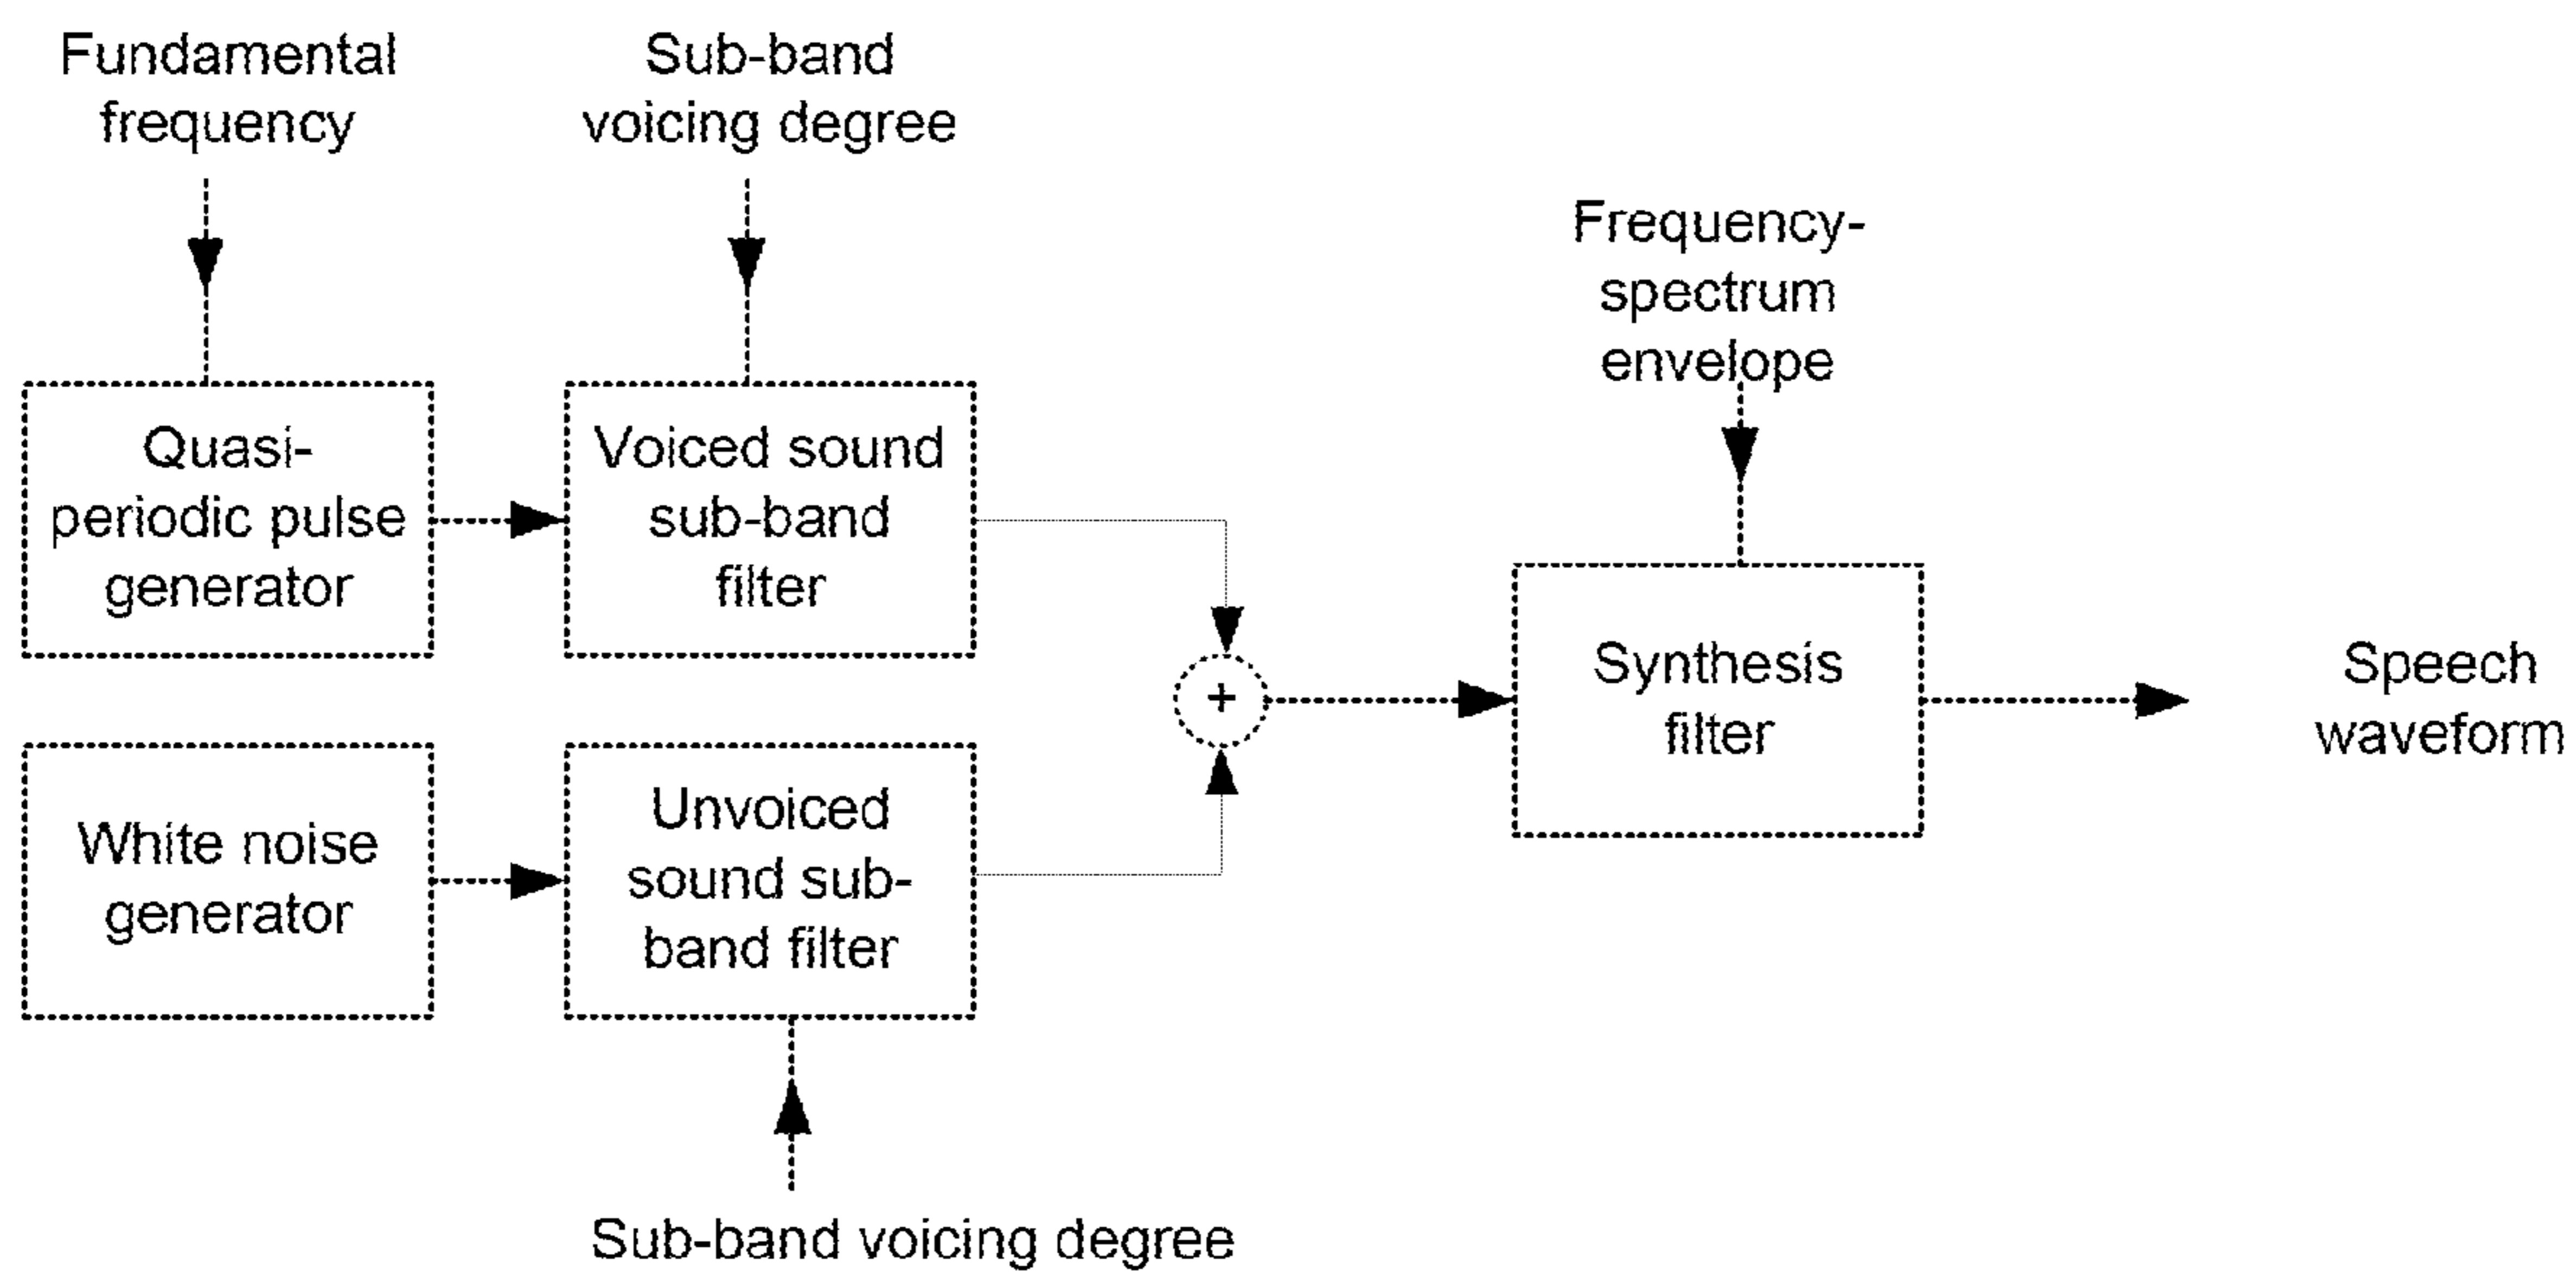 Fundamental
frequency
Sub-band
voicing degree
Frequency-
spectrum
envelope
Quasi-
periodic pulse
generator
Voiced sound
sub-band
filter
+
Synthesis
filter
Speech
waveform
White noise
generator
Unvoiced
sound sub-
band filter
Sub-band voicing degree